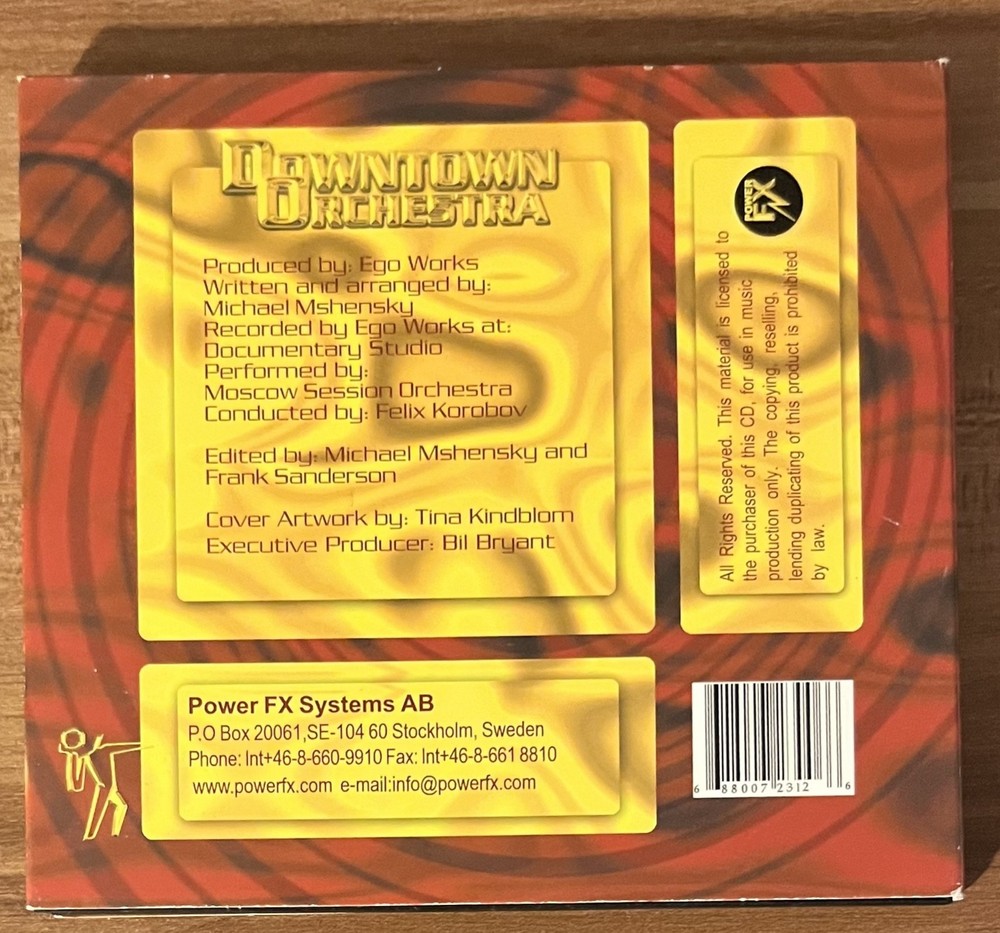 DOWNTOWN
ORCHESTRA
Produced by: Ego Works
Written and arranged by:
Michael Mshensky
Recorded by Ego Works at:
Documentary Studio
Performed by:
Moscow Session Orchestra
Conducted by: Felix Korobov
Edited by: Michael Mshensky and
Frank Sanderson
Cover Artwork by: Tina Kindblom
Executive Producer: Bil Bryant
POWER
FX
All Rights Reserved. This material is licensed to
the purchaser of this CD, for use in music
production only. The copying, reselling,
lending duplicating of this product is prohibited
by law.
Power FX Systems AB
P.O Box 20061,SE-104 60 Stockholm, Sweden
Phone: Int+46-8-660-9910 Fax: Int+46-8-661 8810
www.powerfx.com e-mail:info@powerfx.com
6 88007 2312 6